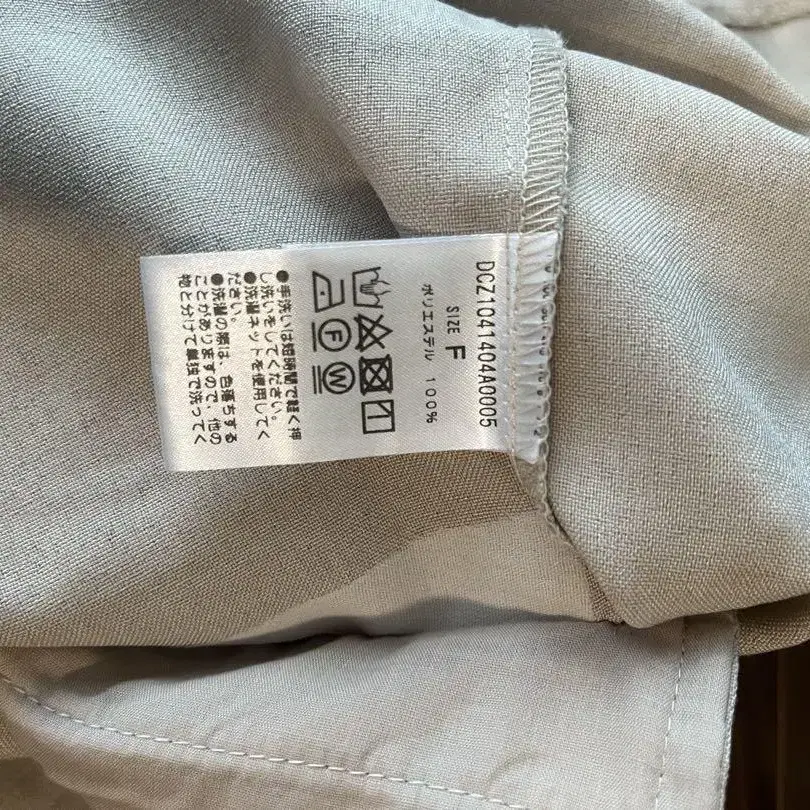 DCZ1041404A0005
SIZE F
ポリエステル 100%
F W
●手洗いは短時間で軽く押
し洗いをしてください。
●洗濯ネットを使用してく
ださい。
●洗濯の際は、色落ちする
ことがありますので、他の
物と分けて単独で洗ってく